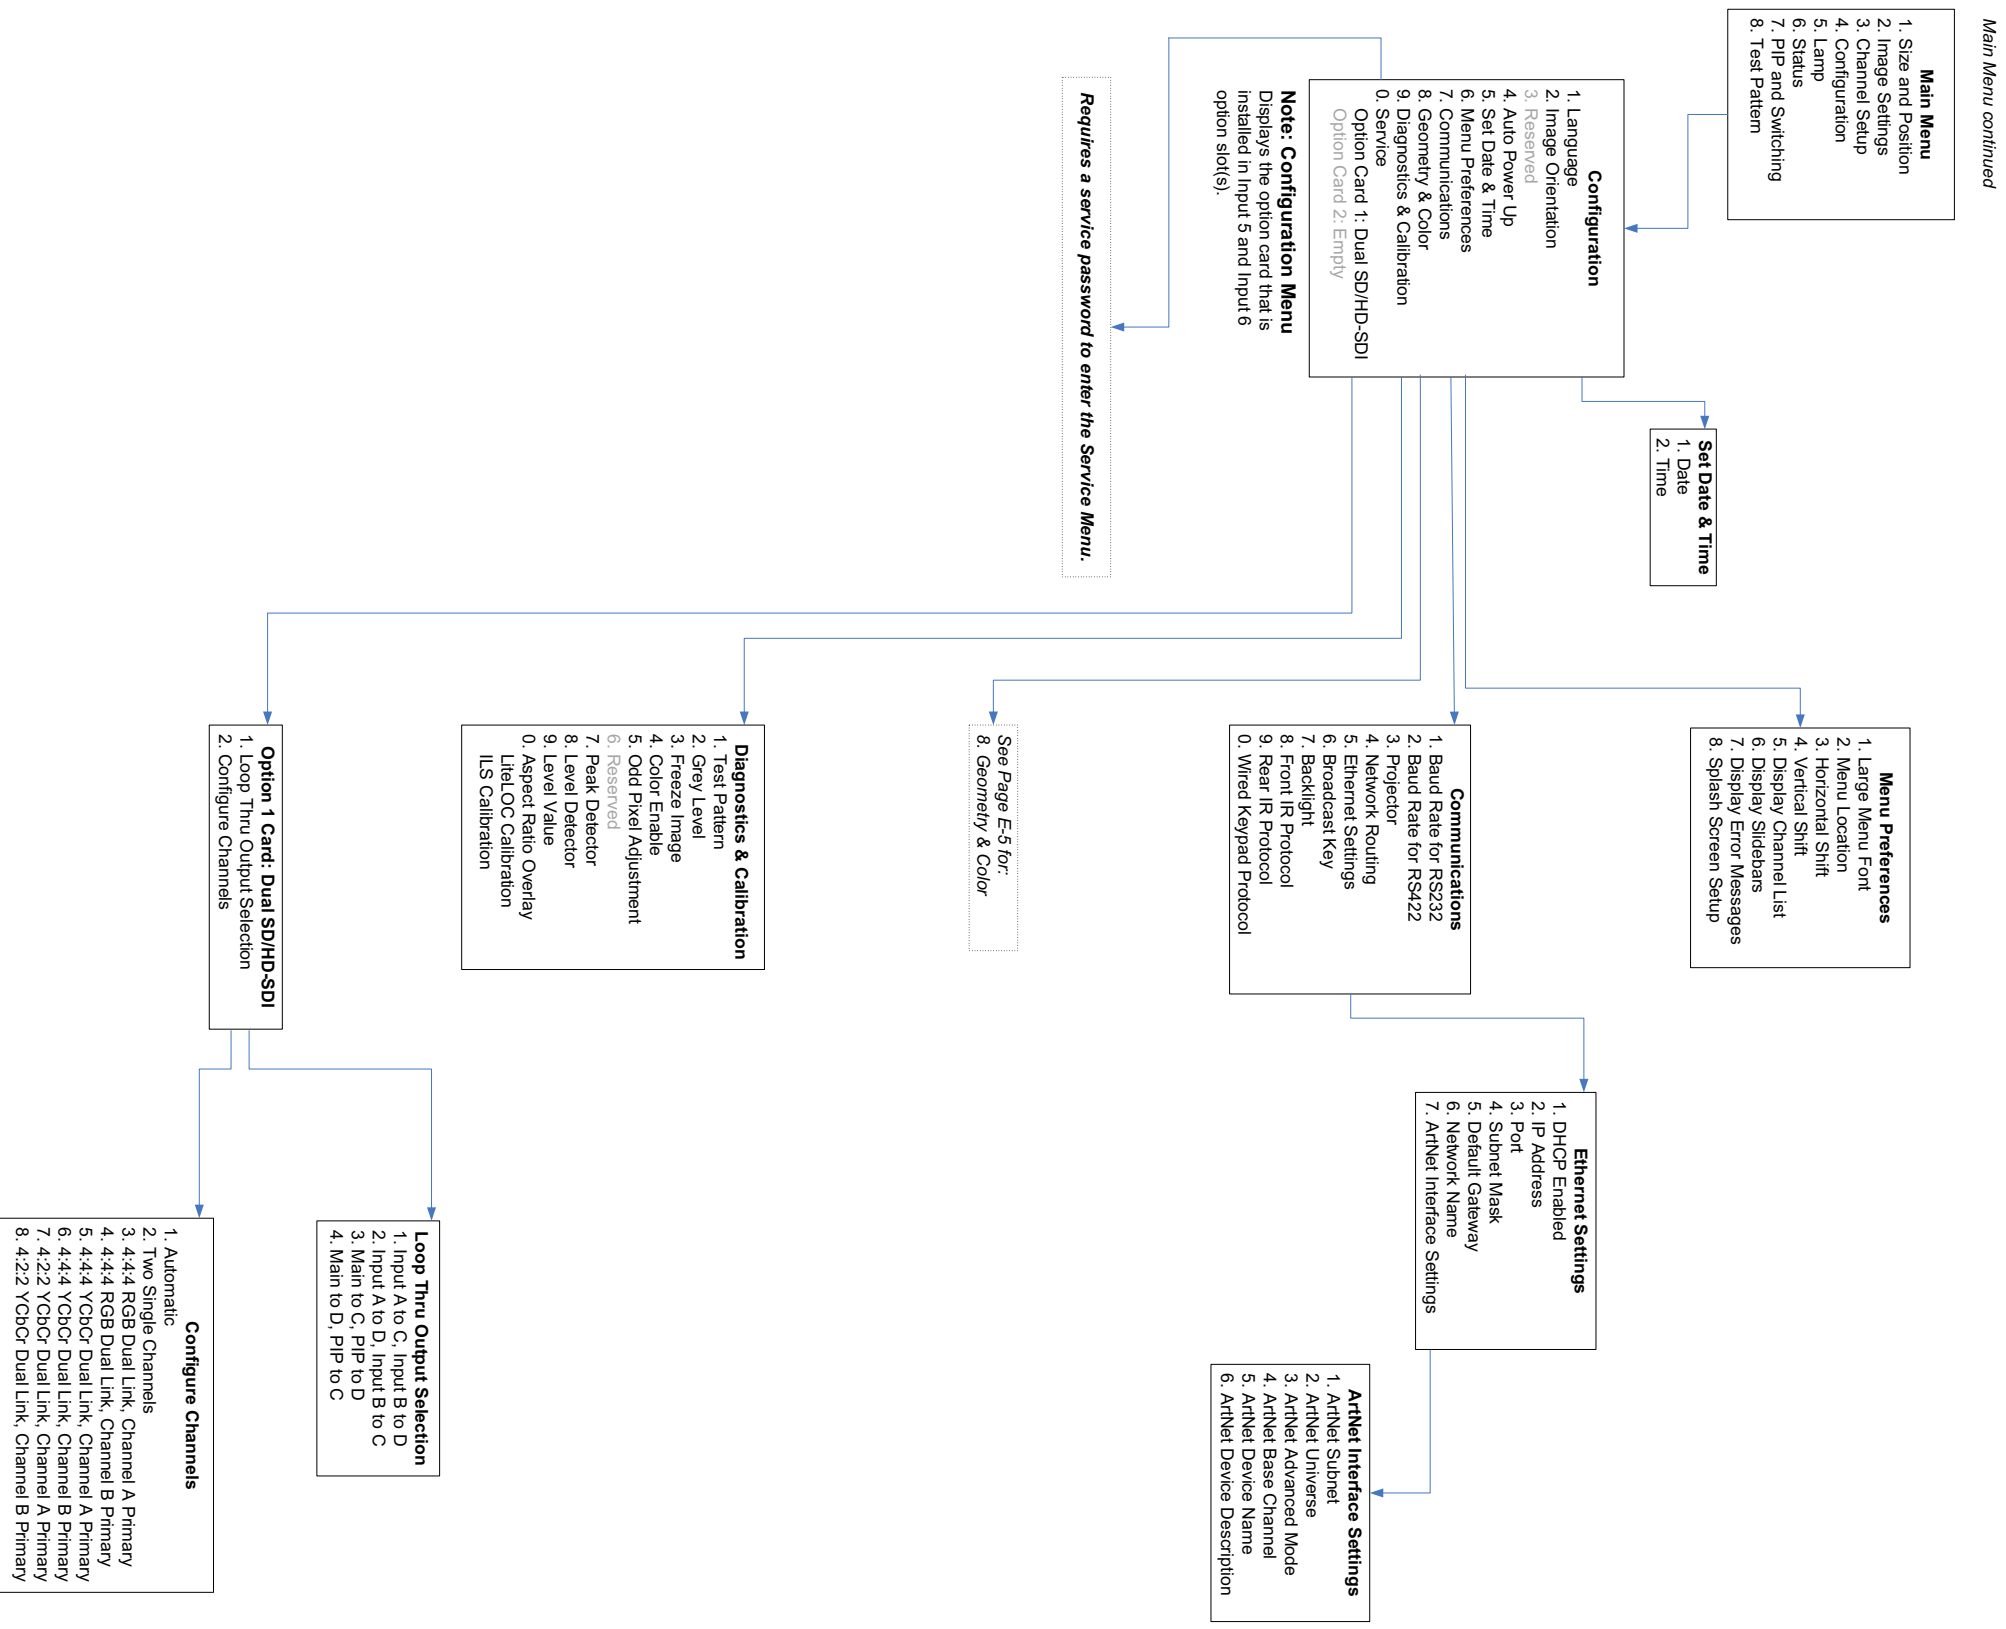 Main Menu continued
Main Menu
1. Size and Position
2. Image Settings
3. Channel Setup
4. Configuration
5. Lamp
6. Status
7. PIP and Switching
8. Test Pattern
Configuration
1. Language
2. Image Orientation
3. Reserved
4. Auto Power Up
5. Set Date & Time
6. Menu Preferences
7. Communications
8. Geometry & Color
9. Diagnostics & Calibration
0. Service
Option Card 1: Dual SD/HD-SDI
Option Card 2: Empty
Note: Configuration Menu
Displays the option card that is
installed in Input 5 and Input 6
option slot(s).
Requires a service password to enter the Service Menu.
Set Date & Time
1. Date
2. Time
Menu Preferences
1. Large Menu Font
2. Menu Location
3. Horizontal Shift
4. Vertical Shift
5. Display Channel List
6. Display Slidebars
7. Display Error Messages
8. Splash Screen Setup
Communications
1. Baud Rate for RS232
2. Baud Rate for RS422
3. Projector
4. Network Routing
5. Ethernet Settings
6. Broadcast Key
7. Backlight
8. Front IR Protocol
9. Rear IR Protocol
0. Wired Keypad Protocol
See Page E-5 for:
8. Geometry & Color
Diagnostics & Calibration
1. Test Pattern
2. Grey Level
3. Freeze Image
4. Color Enable
5. Odd Pixel Adjustment
6. Reserved
7. Peak Detector
8. Level Detector
9. Level Value
0. Aspect Ratio Overlay
LiteLOC Calibration
ILS Calibration
Option 1 Card: Dual SD/HD-SDI
1. Loop Thru Output Selection
2. Configure Channels
Ethernet Settings
1. DHCP Enabled
2. IP Address
3. Port
4. Subnet Mask
5. Default Gateway
6. Network Name
7. ArtNet Interface Settings
ArtNet Interface Settings
1. ArtNet Subnet
2. ArtNet Universe
3. ArtNet Advanced Mode
4. ArtNet Base Channel
5. ArtNet Device Name
6. ArtNet Device Description
Loop Thru Output Selection
1. Input A to C, Input B to D
2. Input A to D, Input B to C
3. Main to C, PIP to D
4. Main to D, PIP to C
Configure Channels
1. Automatic
2. Two Single Channels
3. 4:4:4 RGB Dual Link, Channel A Primary
4. 4:4:4 RGB Dual Link, Channel B Primary
5. 4:4:4 YCbCr Dual Link, Channel A Primary
6. 4:4:4 YCbCr Dual Link, Channel B Primary
7. 4:2:2 YCbCr Dual Link, Channel A Primary
8. 4:2:2 YCbCr Dual Link, Channel B Primary